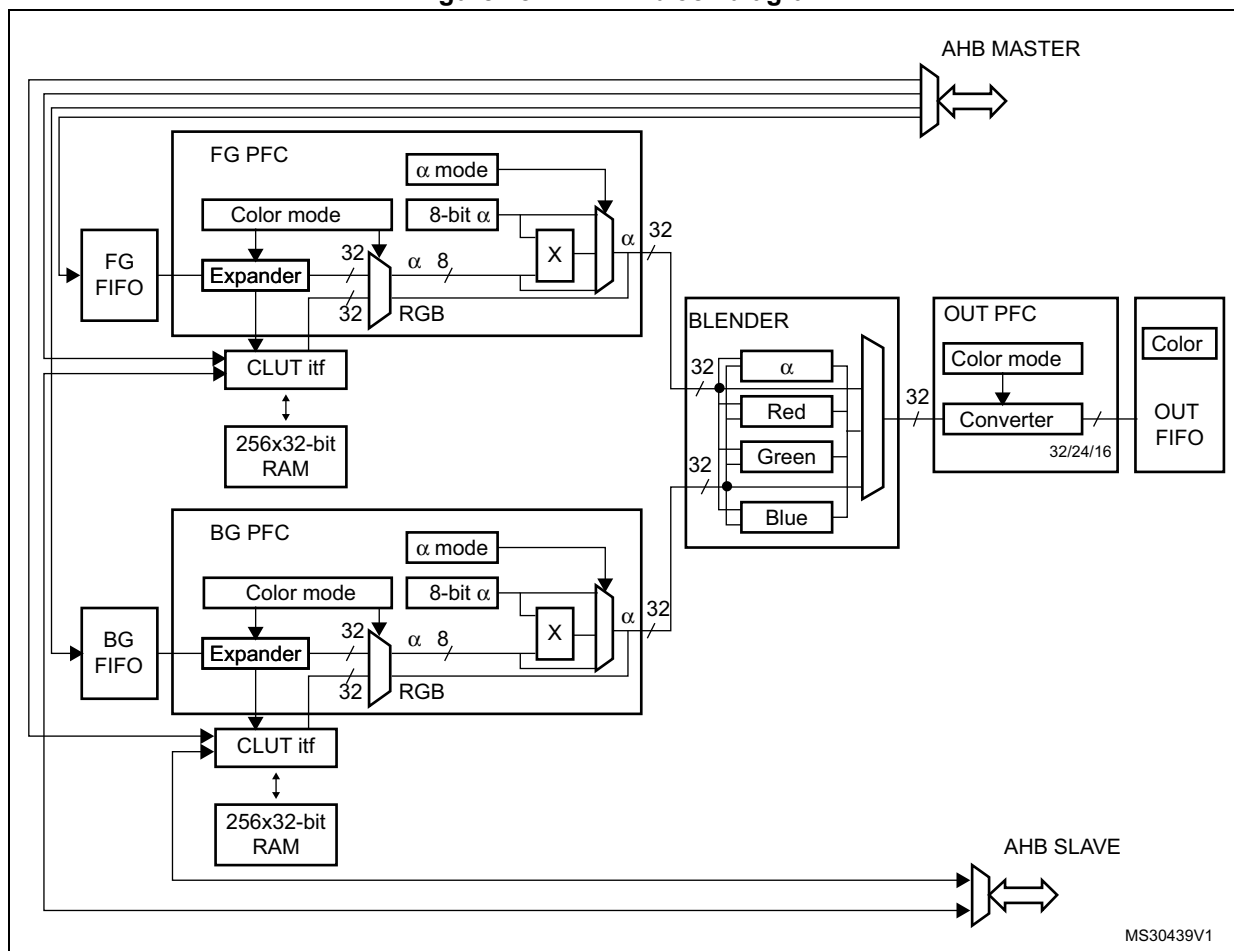 AHB MASTER
FG PFC
α mode
Color mode
8-bit α
FG
FIFO
Expander
32
32
α 8
X
α
32
RGB
CLUT itf
256x32-bit
RAM
BLENDER
32
α
Red
Green
Blue
32
32
OUT PFC
Color mode
Converter
32/24/16
Color
OUT
FIFO
BG PFC
α mode
Color mode
8-bit α
BG
FIFO
Expander
32
32
α 8
X
α
32
RGB
CLUT itf
256x32-bit
RAM
AHB SLAVE
MS30439V1